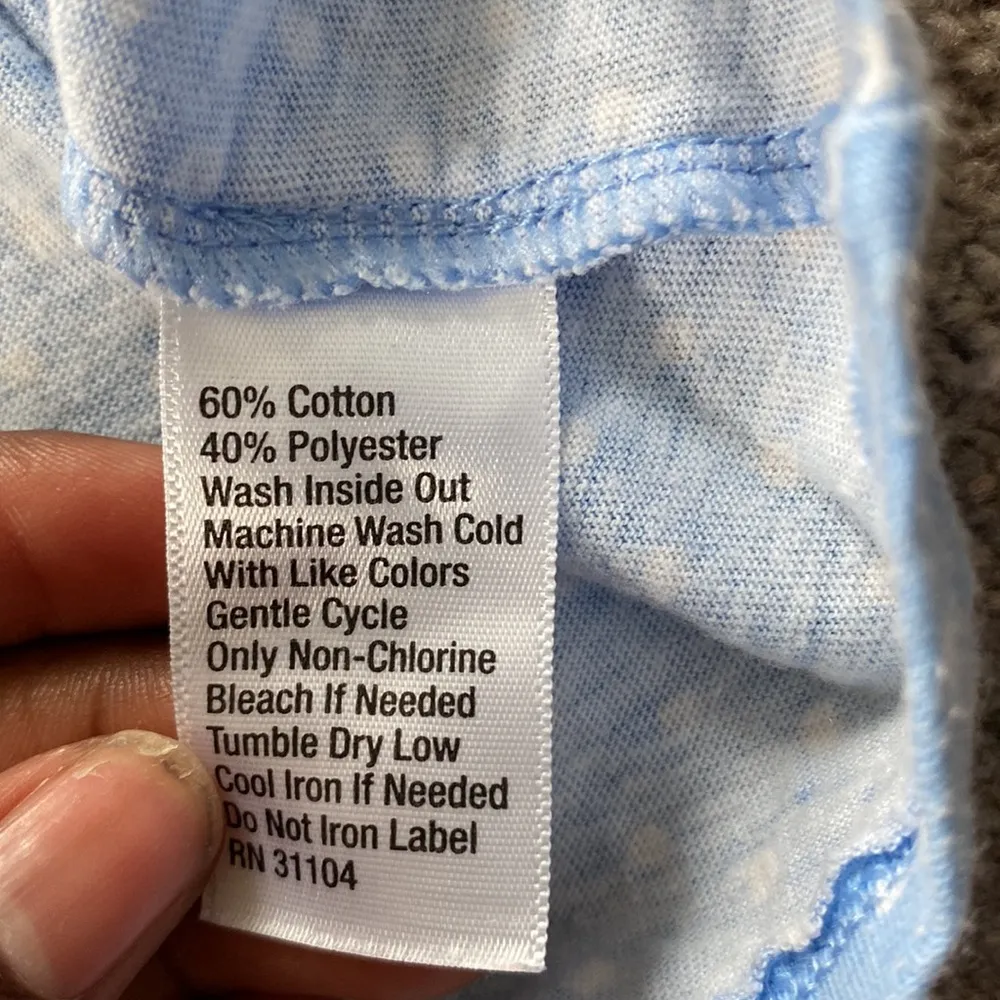 60% Cotton
40% Polyester
Wash Inside Out
Machine Wash Cold
With Like Colors
Gentle Cycle
Only Non-Chlorine
Bleach If Needed
Tumble Dry Low
Cool Iron If Needed
Do Not Iron Label
RN 31104